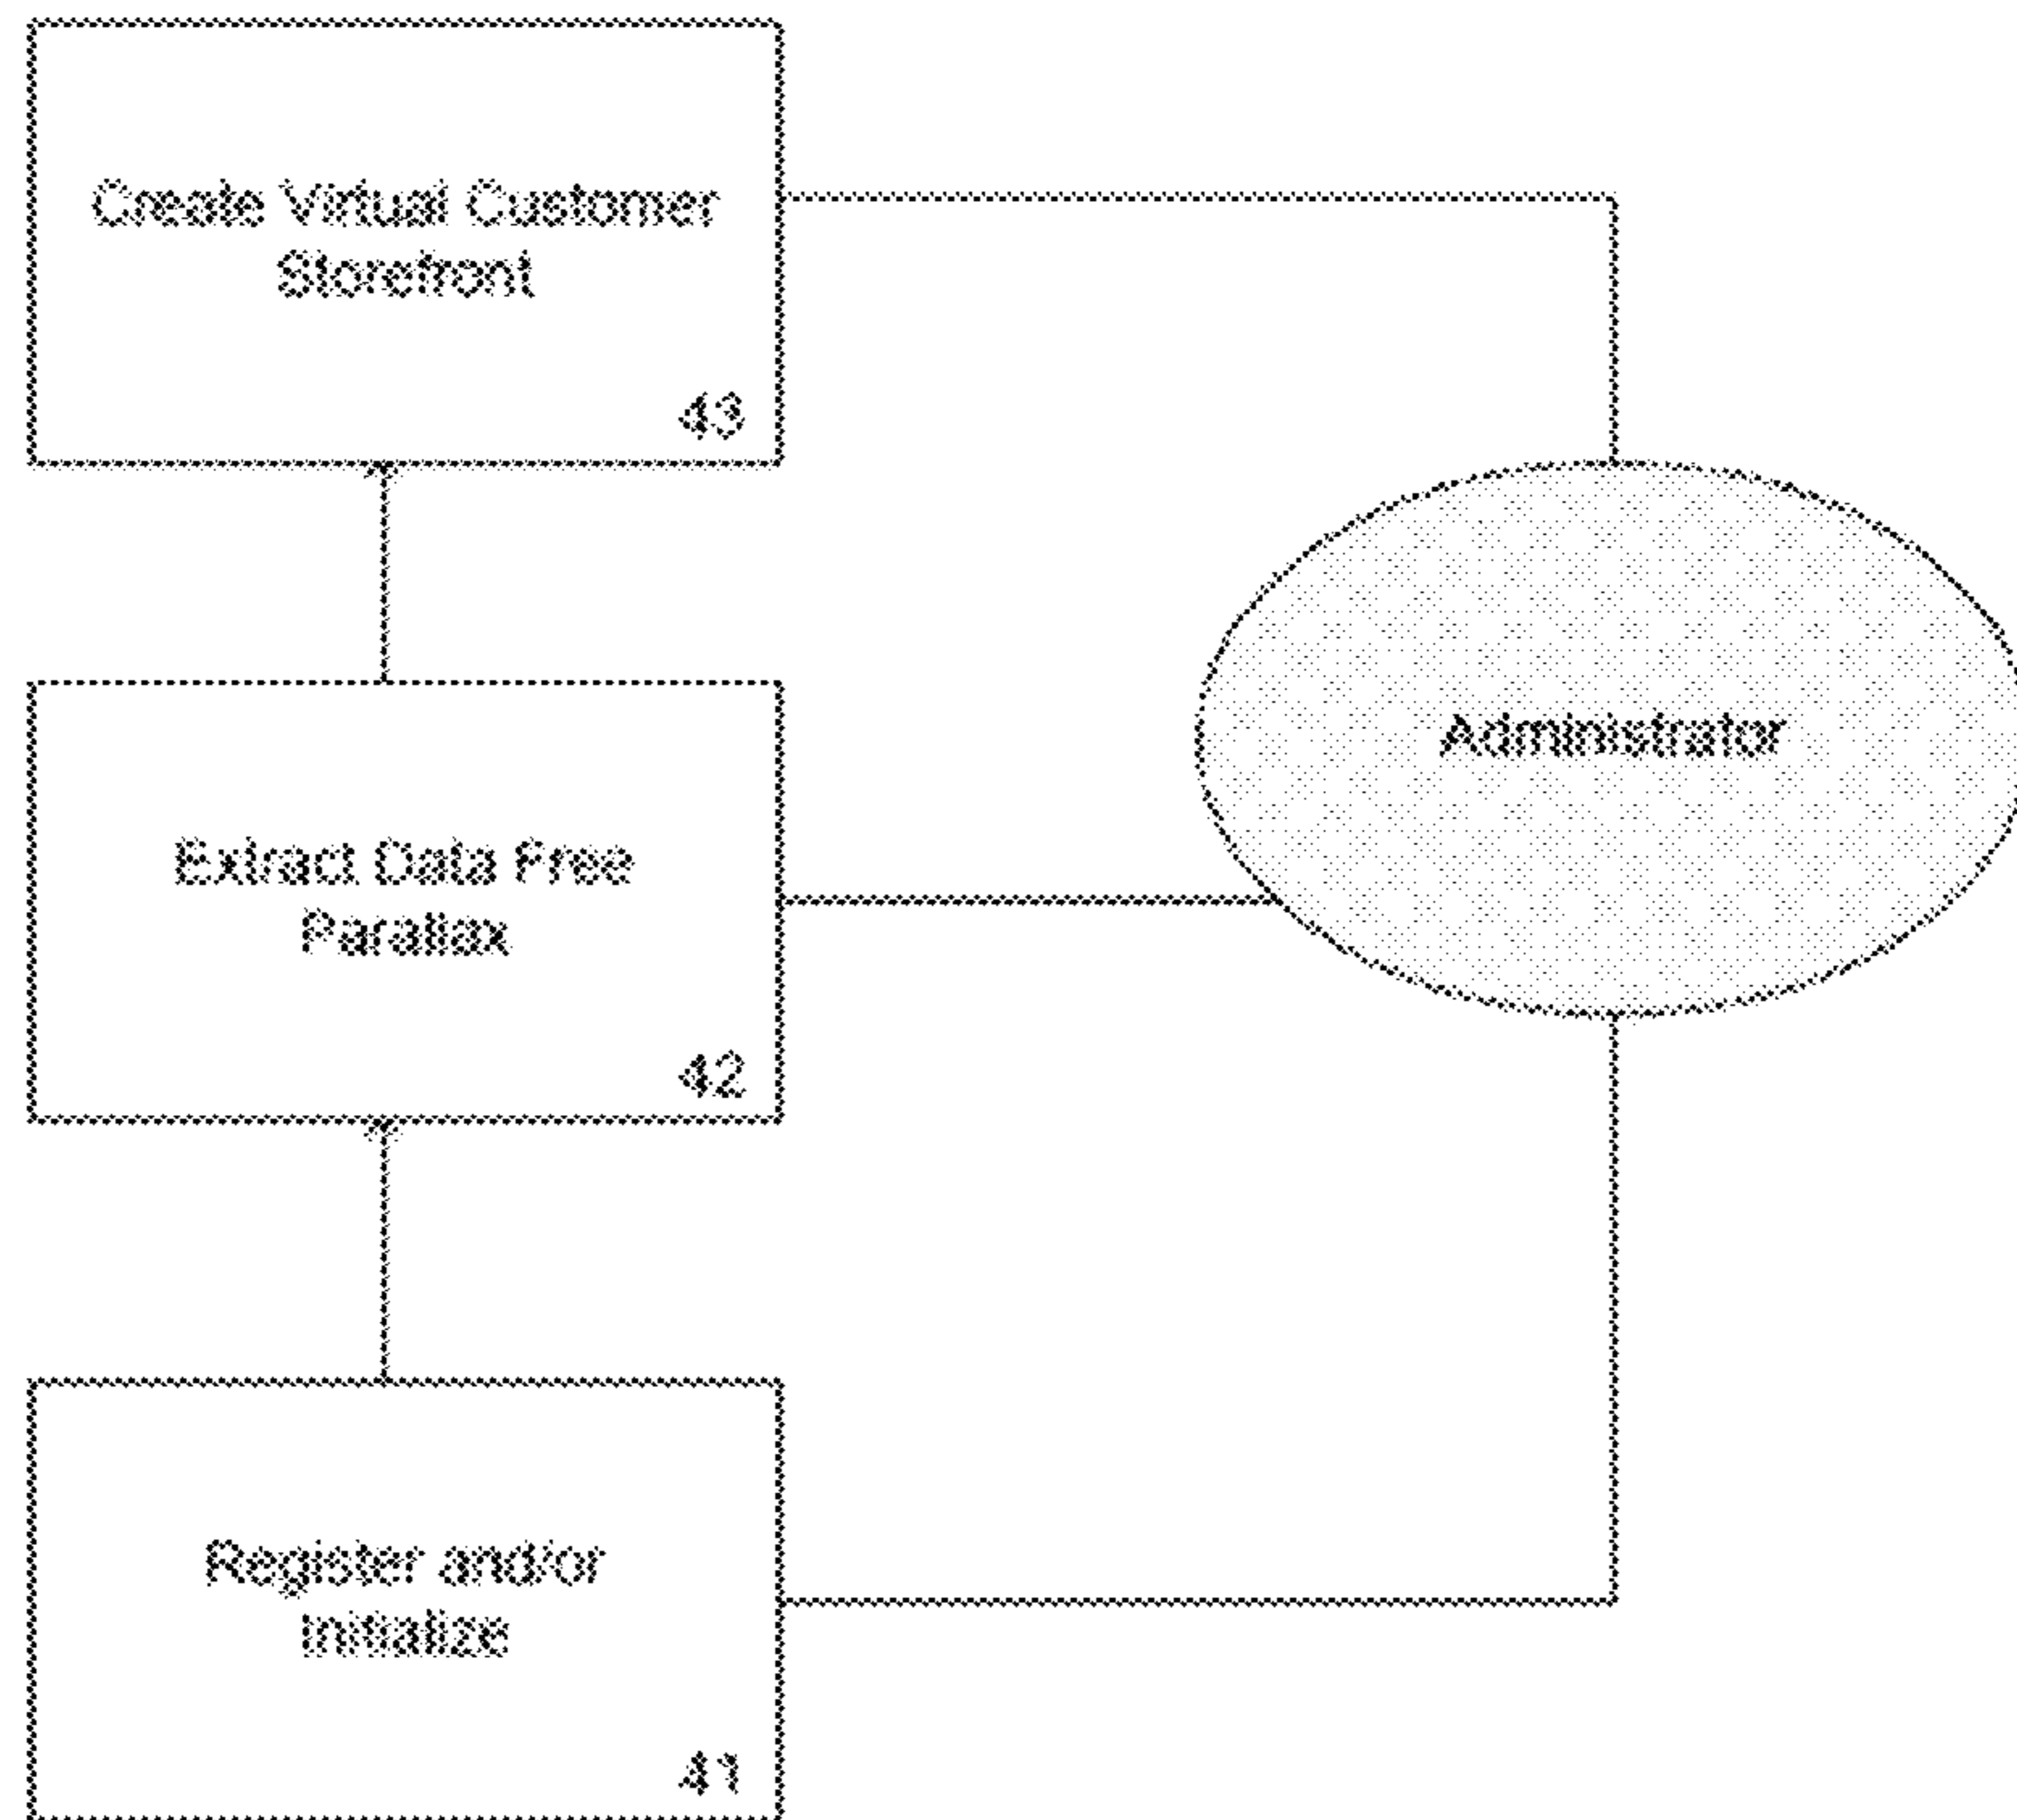 Create Virtual Customer
Storefront
43
Administrator
Extract Data Free
Parallax
42
Register and/or
Initialize
41